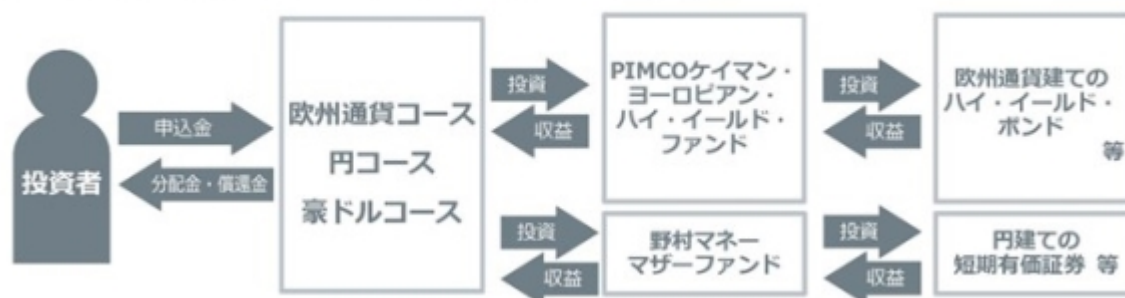 投資者
申込金
分配金・償還金
欧州通貨コース
円コース
豪ドルコース
投資
収益
PIMCOケイマン・
ヨーロピアン・
ハイ・イールド・
ファンド
投資
収益
欧州通貨建ての
ハイ・イールド・
ボンド
等
投資
収益
野村マネー
マザーファンド
投資
収益
円建ての
短期有価証券 等